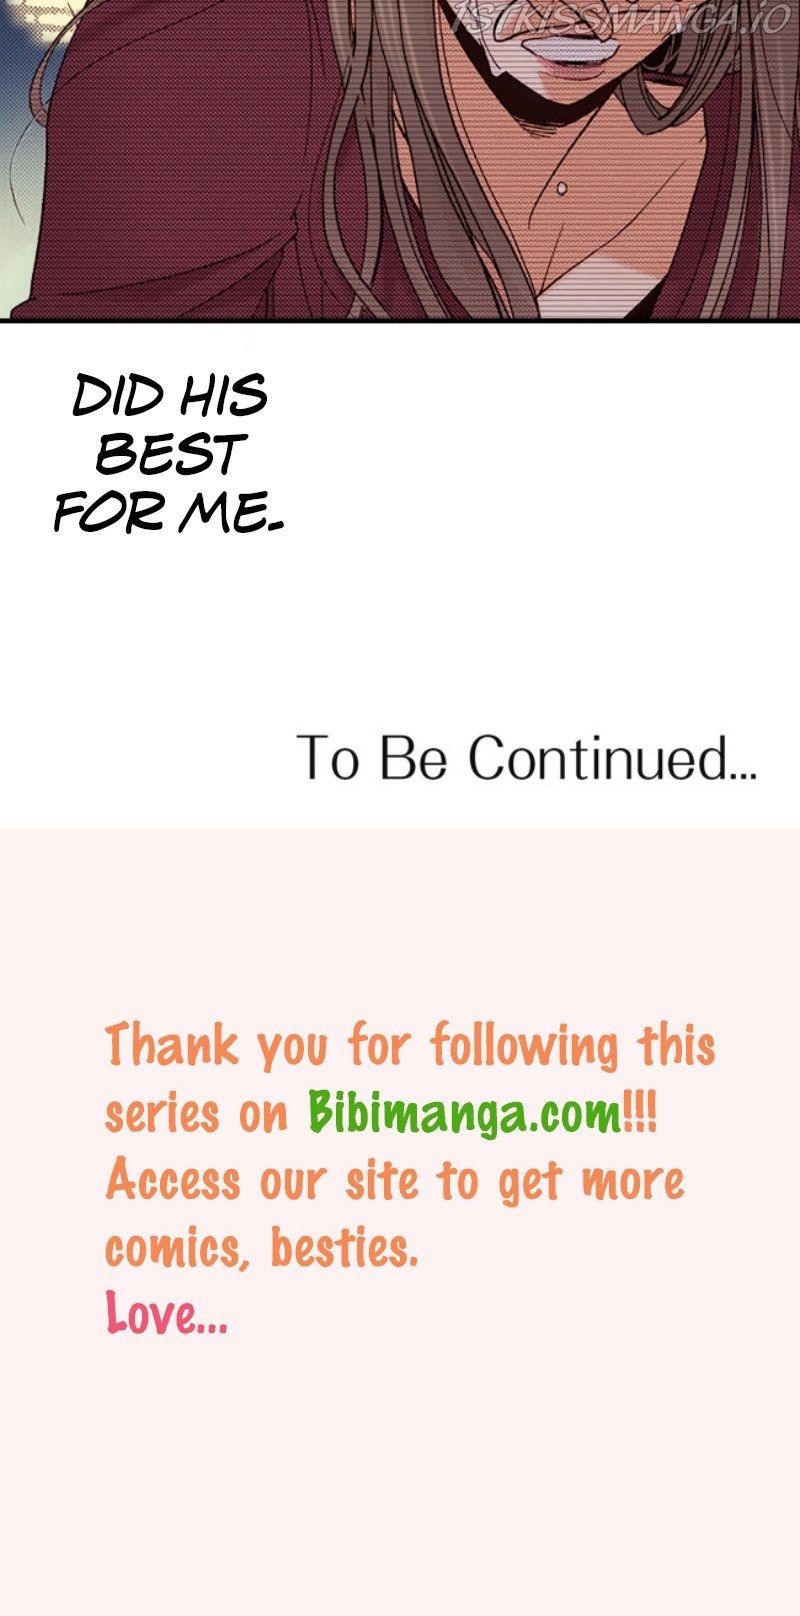 1STKISSMANGA.IO
DID HIS
BEST
FOR ME.
To Be Continued...
Thank you for following this
series on Bibimanga.com!!!
Access our site to get more
comics, besties.
Love...